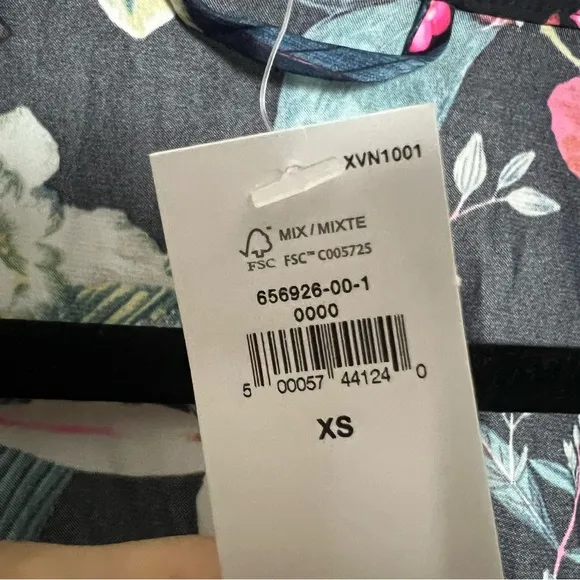 XVN1001
MIX / MIXTE
FSC FSC™ C005725
656926-00-1
0000
5 00057 44124 0
XS